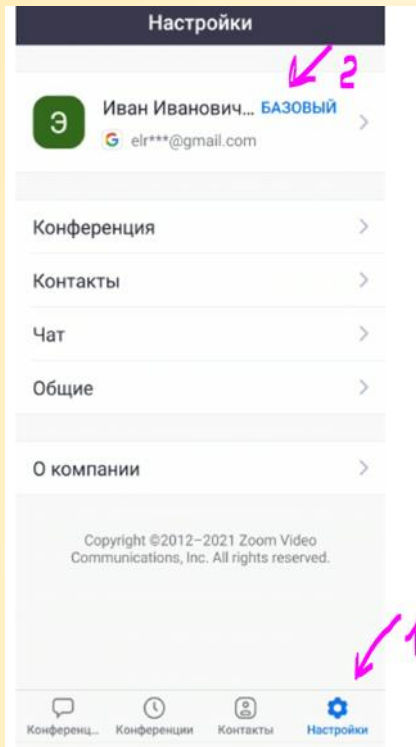 Настройки
2
Э
Иван Иванович... БАЗОВЫЙ
G elr***@gmail.com
Конференция
Контакты
Чат
Общие
О компании
Copyright ©2012–2021 Zoom Video
Communications, Inc. All rights reserved.
1
Конференц... Конференции Контакты Настройки